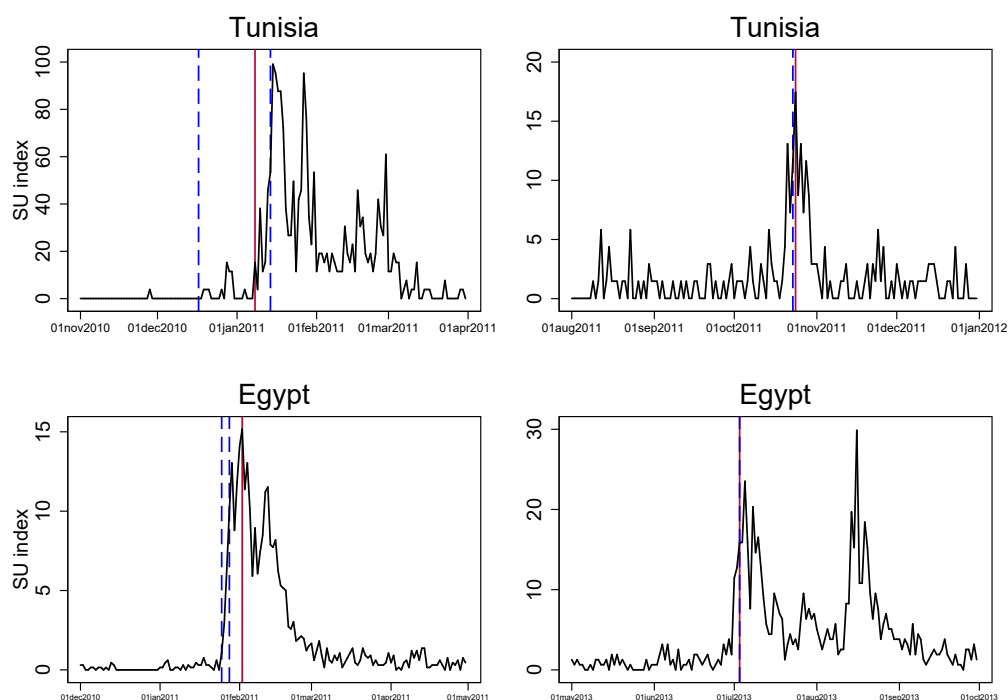 Tunisia
SU index
0 20 40 60 80 100
01nov2010 01dec2010 01jan2011 01feb2011 01mar2011 01apr2011
Tunisia
0 5 10 15 20
01aug2011 01sep2011 01oct2011 01nov2011 01dec2011 01jan2012
Egypt
SU index
0 5 10 15
01dec2010 01jan2011 01feb2011 01mar2011 01apr2011 01may2011
Egypt
0 10 20 30
01may2013 01jun2013 01jul2013 01aug2013 01sep2013 01oct2013